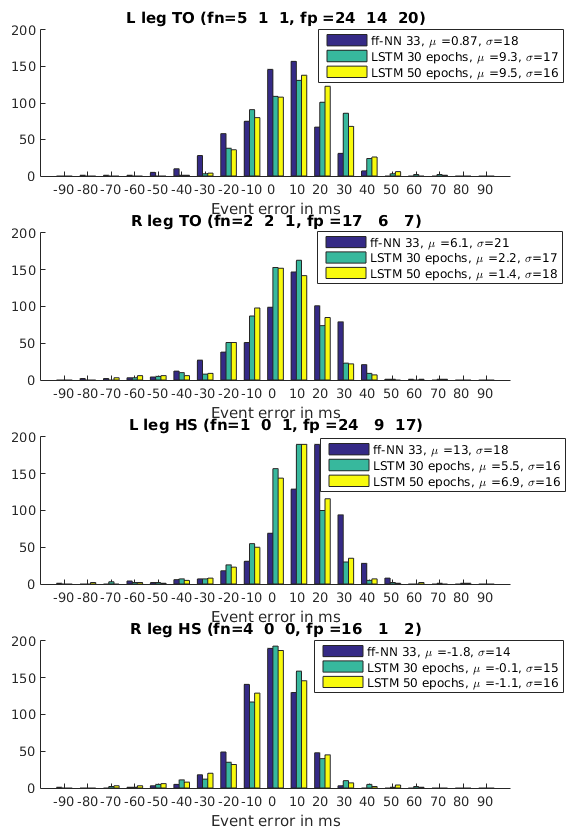 L leg TO (fn=5 1 1, fp =24 14 20)
ff-NN 33, μ =0.87, σ=18
LSTM 30 epochs, μ =9.3, σ=17
LSTM 50 epochs, μ =9.5, σ=16
200
150
100
50
0
-90 -80 -70 -60 -50 -40 -30 -20 -10 0 10 20 30 40 50 60 70 80 90
Event error in ms
R leg TO (fn=2 2 1, fp =17 6 7)
ff-NN 33, μ =6.1, σ=21
LSTM 30 epochs, μ =2.2, σ=17
LSTM 50 epochs, μ =1.4, σ=18
200
150
100
50
0
-90 -80 -70 -60 -50 -40 -30 -20 -10 0 10 20 30 40 50 60 70 80 90
Event error in ms
L leg HS (fn=1 0 1, fp =24 9 17)
ff-NN 33, μ =13, σ=18
LSTM 30 epochs, μ =5.5, σ=16
LSTM 50 epochs, μ =6.9, σ=16
200
150
100
50
0
-90 -80 -70 -60 -50 -40 -30 -20 -10 0 10 20 30 40 50 60 70 80 90
Event error in ms
R leg HS (fn=4 0 0, fp =16 1 2)
ff-NN 33, μ =-1.8, σ=14
LSTM 30 epochs, μ =-0.1, σ=15
LSTM 50 epochs, μ =-1.1, σ=16
200
150
100
50
0
-90 -80 -70 -60 -50 -40 -30 -20 -10 0 10 20 30 40 50 60 70 80 90
Event error in ms